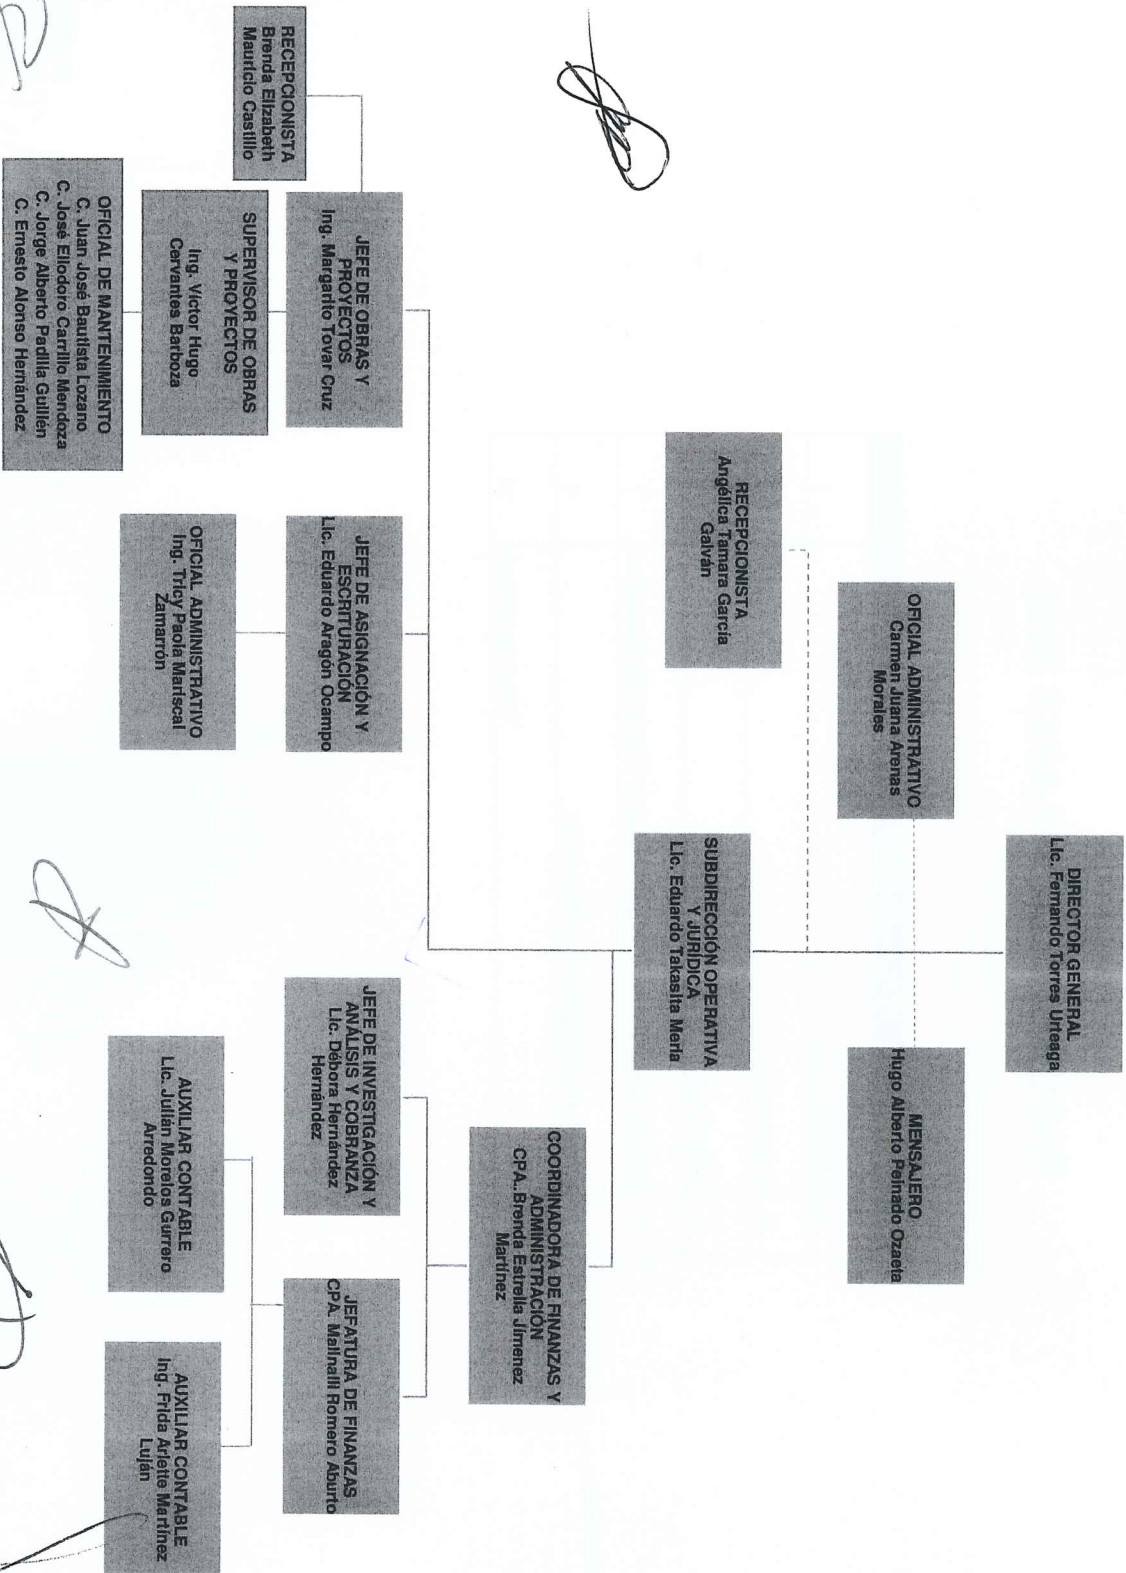 DIRECTOR GENERAL
Lic. Fernando Torres Urteaga
OFICIAL ADMINISTRATIVO
Carmen Juana Arenas
Morales
MENSAJERO
Hugo Alberto Peinado Ozaeta
RECEPCIONISTA
Angélica Tamara García
Galván
SUBDIRECCIÓN OPERATIVA
Y JURÍDICA
Lic. Eduardo Takasita Merla
COORDINADORA DE FINANZAS Y
ADMINISTRACIÓN
CPA. Brenda Estrella Jímenez
Martínez
JEFE DE OBRAS Y
PROYECTOS
Ing. Margarito Tovar Cruz
JEFE DE ASIGNACIÓN Y
ESCRITURACIÓN
Lic. Eduardo Aragón Ocampo
JEFE DE INVESTIGACIÓN Y
ANÁLISIS Y COBRANZA
Lic. Débora Hernández
Hernández
JEFATURA DE FINANZAS
CPA. Malinalli Romero Aburto
RECEPCIONISTA
Brenda Elizabeth
Mauricio Castillo
SUPERVISOR DE OBRAS
Y PROYECTOS
Ing. Víctor Hugo
Cervantes Barboza
OFICIAL ADMINISTRATIVO
Ing. Tricy Paola Mariscal
Zamarrón
AUXILIAR CONTABLE
Lic. Julián Morelos Gurrero
Arredondo
AUXILIAR CONTABLE
Ing. Frida Arlette Martínez
Luján
OFICIAL DE MANTENIMIENTO
C. Juan José Bautista Lozano
C. José Eliodoro Carrillo Mendoza
C. Jorge Alberto Padilla Guillén
C. Ernesto Alonso Hernández